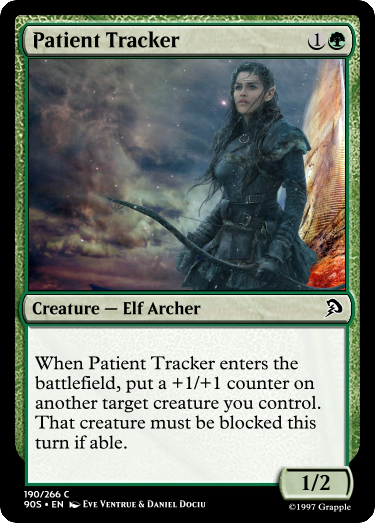 Patient Tracker 1
Creature — Elf Archer
When Patient Tracker enters the
battlefield, put a +1/+1 counter on
another target creature you control.
That creature must be blocked this
turn if able.
1/2
190/266 C
90S • EN Eve Ventrue & Daniel Dociu
©1997 Grapple